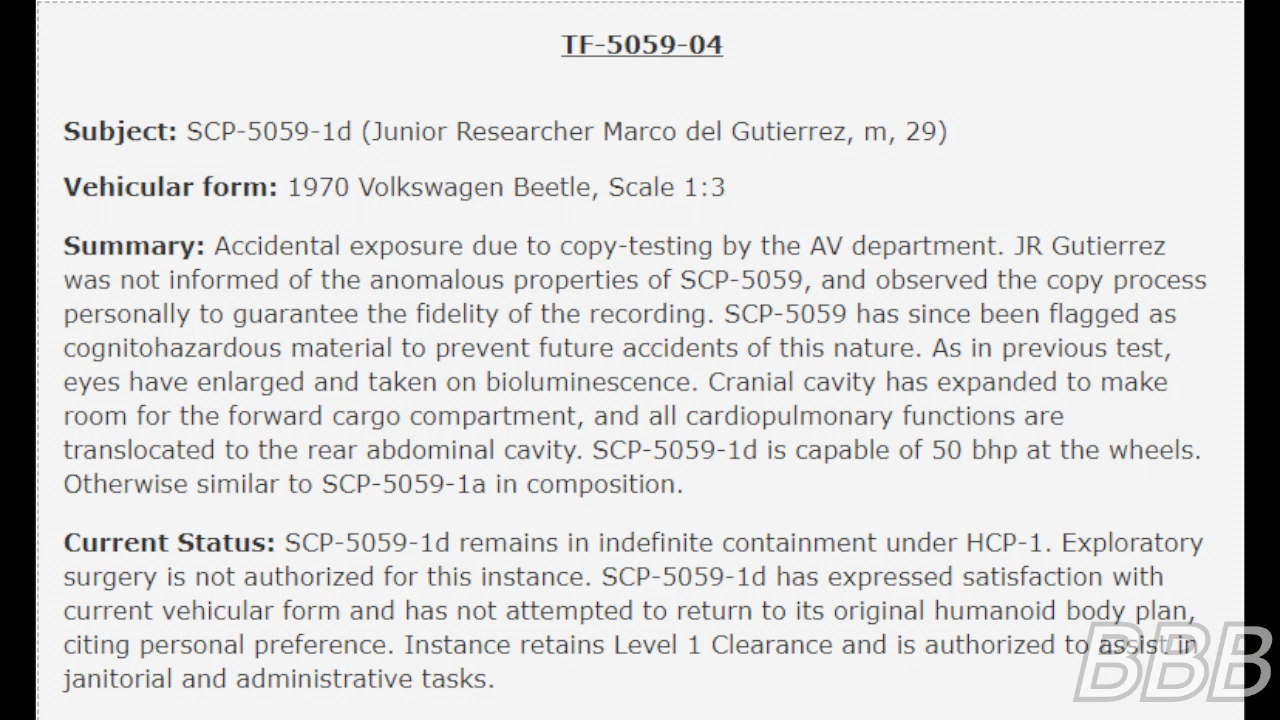 TF-5059-04
Subject: SCP-5059-1d (Junior Researcher Marco del Gutierrez, m, 29)
Vehicular form: 1970 Volkswagen Beetle, Scale 1:3
Summary: Accidental exposure due to copy-testing by the AV department. JR Gutierrez
was not informed of the anomalous properties of SCP-5059, and observed the copy process
personally to guarantee the fidelity of the recording. SCP-5059 has since been flagged as
cognitohazardous material to prevent future accidents of this nature. As in previous test,
eyes have enlarged and taken on bioluminescence. Cranial cavity has expanded to make
room for the forward cargo compartment, and all cardiopulmonary functions are
translocated to the rear abdominal cavity. SCP-5059-1d is capable of 50 bhp at the wheels.
Otherwise similar to SCP-5059-1a in composition.
Current Status: SCP-5059-1d remains in indefinite containment under HCP-1. Exploratory
surgery is not authorized for this instance. SCP-5059-1d has expressed satisfaction with
current vehicular form and has not attempted to return to its original humanoid body plan,
citing personal preference. Instance retains Level 1 Clearance and is authorized to assist in
janitorial and administrative tasks.
BBB